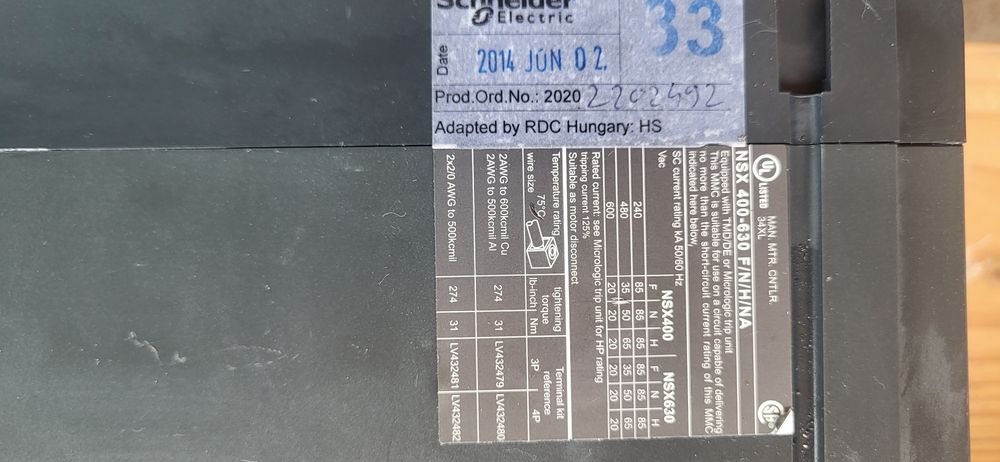 Schneider
Electric
33
Date
2014 JÚN 02.
Prod.Ord.No.: 2020 2202492
Adapted by RDC Hungary: HS
UL LISTED
MAN. MTR. CNTLR.
34XL
NSX 400-630 F/N/H/NA
Equipped with TMD/DE or Micrologic trip unit
This MMC is suitable for use on a circuit capable of delivering
no more than the short-circuit current rating of this MMC
indicated here below,
SC current rating kA 50/60 Hz
NSX400 NSX630
Vac F N H F N H
240 85 85 85 85 85 85
480 35 50 65 35 50 65
600 20 20 20 20 20 20
Rated current: see Micrologic trip unit for HP rating
tripping current 125%
Suitable as motor disconnect
Temperature rating 75°C
wire size
tightening torque
lb-inch Nm
Terminal kit reference
3P 4P
2AWG to 600kcmil Cu
2AWG to 500kcmil Al
274 31 LV432479 LV432480
2x2/0 AWG to 500kcmil 274 31 LV432481 LV432482